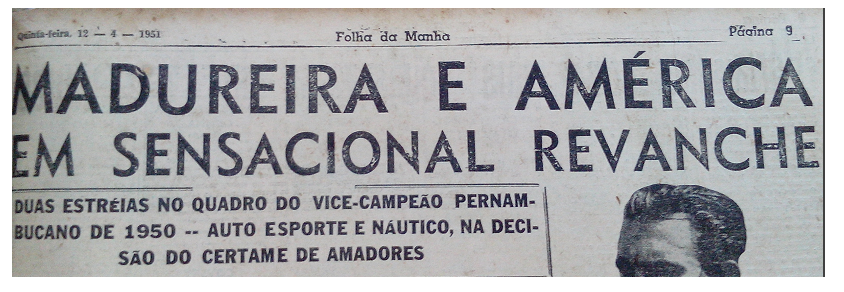 Quinta-feira, 12 — 4 — 1951 Folha da Manha Página 9
MADUREIRA E AMÉRICA
EM SENSACIONAL REVANCHE
DUAS ESTRÉIAS NO QUADRO DO VICE-CAMPEÃO PERNAM-
BUCANO DE 1950 -- AUTO ESPORTE E NÁUTICO, NA DECI-
SÃO DO CERTAME DE AMADORES